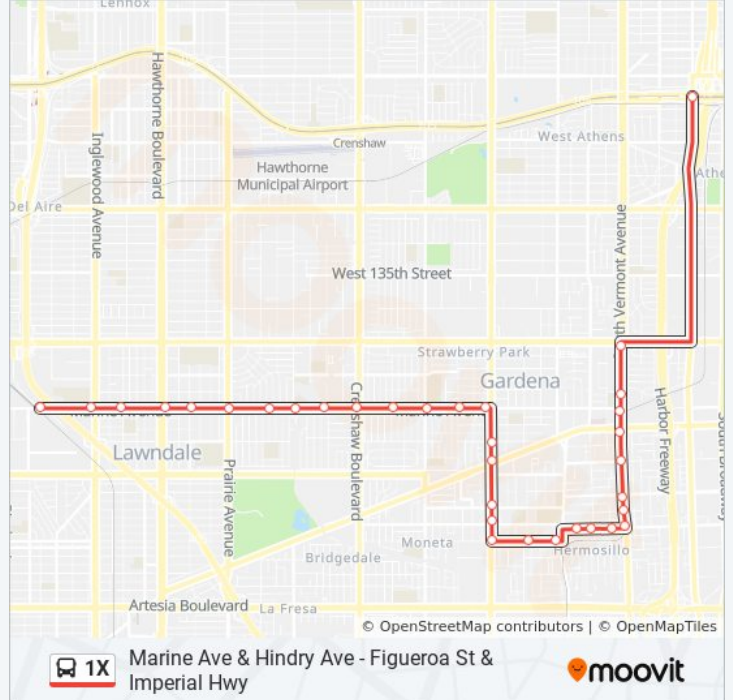 Lennox
Hawthorne Boulevard
Inglewood Avenue
Crenshaw
West Athens
Hawthorne
Municipal Airport
Athe
Del Aire
West 135th Street
th Vermont Avenue
Strawberry Park
Gardena
Crenshaw Boulevard
Harbor Freeway
Lawndale
Prairie Avenue
Moneta
Hermosillo
Bridgedale
Artesia Boulevard
La Fresa
© OpenStreetMap contributors | © OpenMapTiles
1X
Marine Ave & Hindry Ave - Figueroa St &
Imperial Hwy
moovit